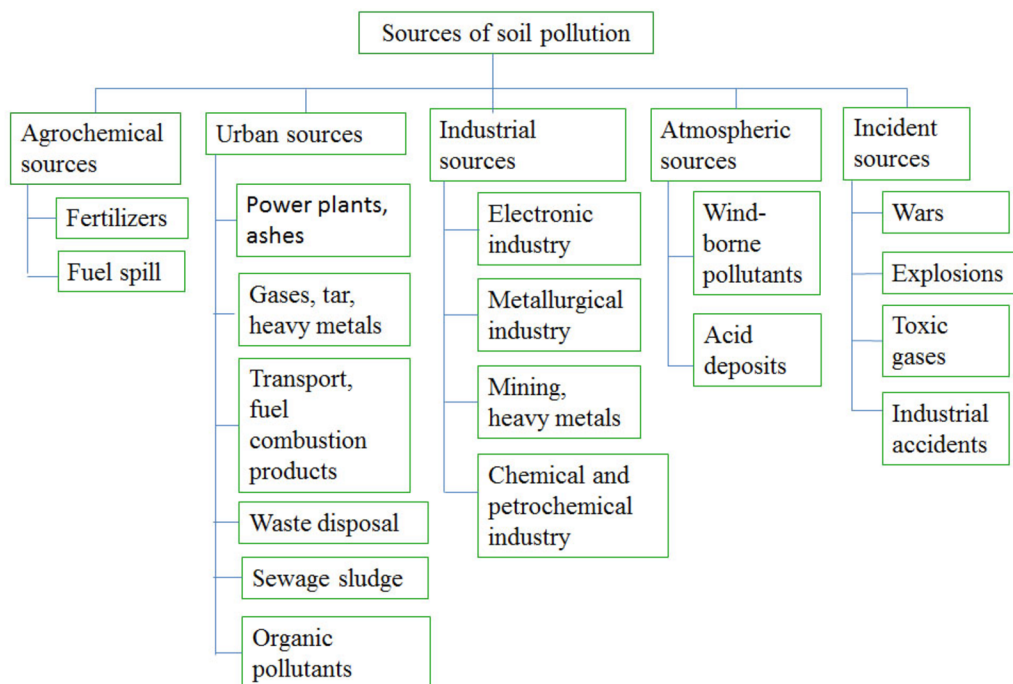 Sources of soil pollution
Agrochemical
sources
Fertilizers
Fuel spill
Urban sources
Power plants,
ashes
Gases, tar,
heavy metals
Transport,
fuel
combustion
products
Waste disposal
Sewage sludge
Organic
pollutants
Industrial
sources
Electronic
industry
Metallurgical
industry
Mining,
heavy metals
Chemical and
petrochemical
industry
Atmospheric
sources
Wind-
borne
pollutants
Acid
deposits
Incident
sources
Wars
Explosions
Toxic
gases
Industrial
accidents